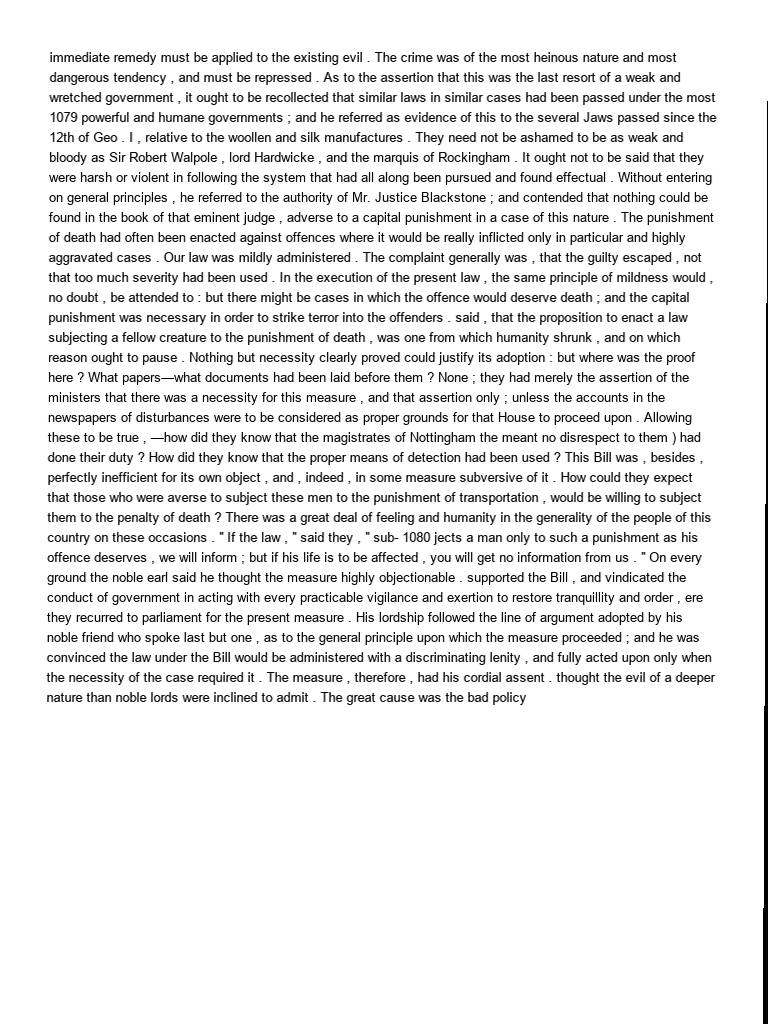 immediate remedy must be applied to the existing evil . The crime was of the most heinous nature and most
dangerous tendency , and must be repressed . As to the assertion that this was the last resort of a weak and
wretched government , it ought to be recollected that similar laws in similar cases had been passed under the most
1079 powerful and humane governments ; and he referred as evidence of this to the several Jaws passed since the
12th of Geo . I , relative to the woollen and silk manufactures . They need not be ashamed to be as weak and
bloody as Sir Robert Walpole , lord Hardwicke , and the marquis of Rockingham . It ought not to be said that they
were harsh or violent in following the system that had all along been pursued and found effectual . Without entering
on general principles , he referred to the authority of Mr. Justice Blackstone ; and contended that nothing could be
found in the book of that eminent judge , adverse to a capital punishment in a case of this nature . The punishment
of death had often been enacted against offences where it would be really inflicted only in particular and highly
aggravated cases . Our law was mildly administered . The complaint generally was , that the guilty escaped , not
that too much severity had been used . In the execution of the present law , the same principle of mildness would ,
no doubt , be attended to : but there might be cases in which the offence would deserve death ; and the capital
punishment was necessary in order to strike terror into the offenders . said , that the proposition to enact a law
subjecting a fellow creature to the punishment of death , was one from which humanity shrunk , and on which
reason ought to pause . Nothing but necessity clearly proved could justify its adoption : but where was the proof
here ? What papers—what documents had been laid before them ? None ; they had merely the assertion of the
ministers that there was a necessity for this measure , and that assertion only ; unless the accounts in the
newspapers of disturbances were to be considered as proper grounds for that House to proceed upon . Allowing
these to be true , —how did they know that the magistrates of Nottingham the meant no disrespect to them ) had
done their duty ? How did they know that the proper means of detection had been used ? This Bill was , besides ,
perfectly inefficient for its own object , and , indeed , in some measure subversive of it . How could they expect
that those who were averse to subject these men to the punishment of transportation , would be willing to subject
them to the penalty of death ? There was a great deal of feeling and humanity in the generality of the people of this
country on these occasions . " If the law , " said they , " sub- 1080 jects a man only to such a punishment as his
offence deserves , we will inform ; but if his life is to be affected , you will get no information from us . " On every
ground the noble earl said he thought the measure highly objectionable . supported the Bill , and vindicated the
conduct of government in acting with every practicable vigilance and exertion to restore tranquillity and order , ere
they recurred to parliament for the present measure . His lordship followed the line of argument adopted by his
noble friend who spoke last but one , as to the general principle upon which the measure proceeded ; and he was
convinced the law under the Bill would be administered with a discriminating lenity , and fully acted upon only when
the necessity of the case required it . The measure , therefore , had his cordial assent . thought the evil of a deeper
nature than noble lords were inclined to admit . The great cause was the bad policy